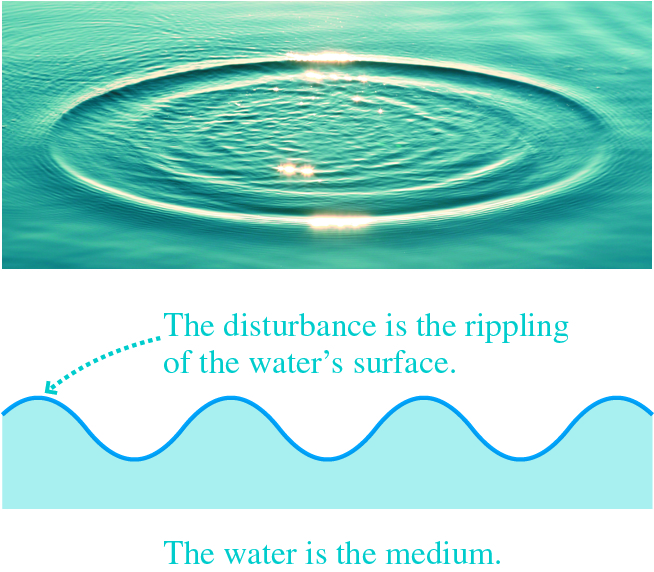 The disturbance is the rippling
of the water’s surface.
The water is the medium.